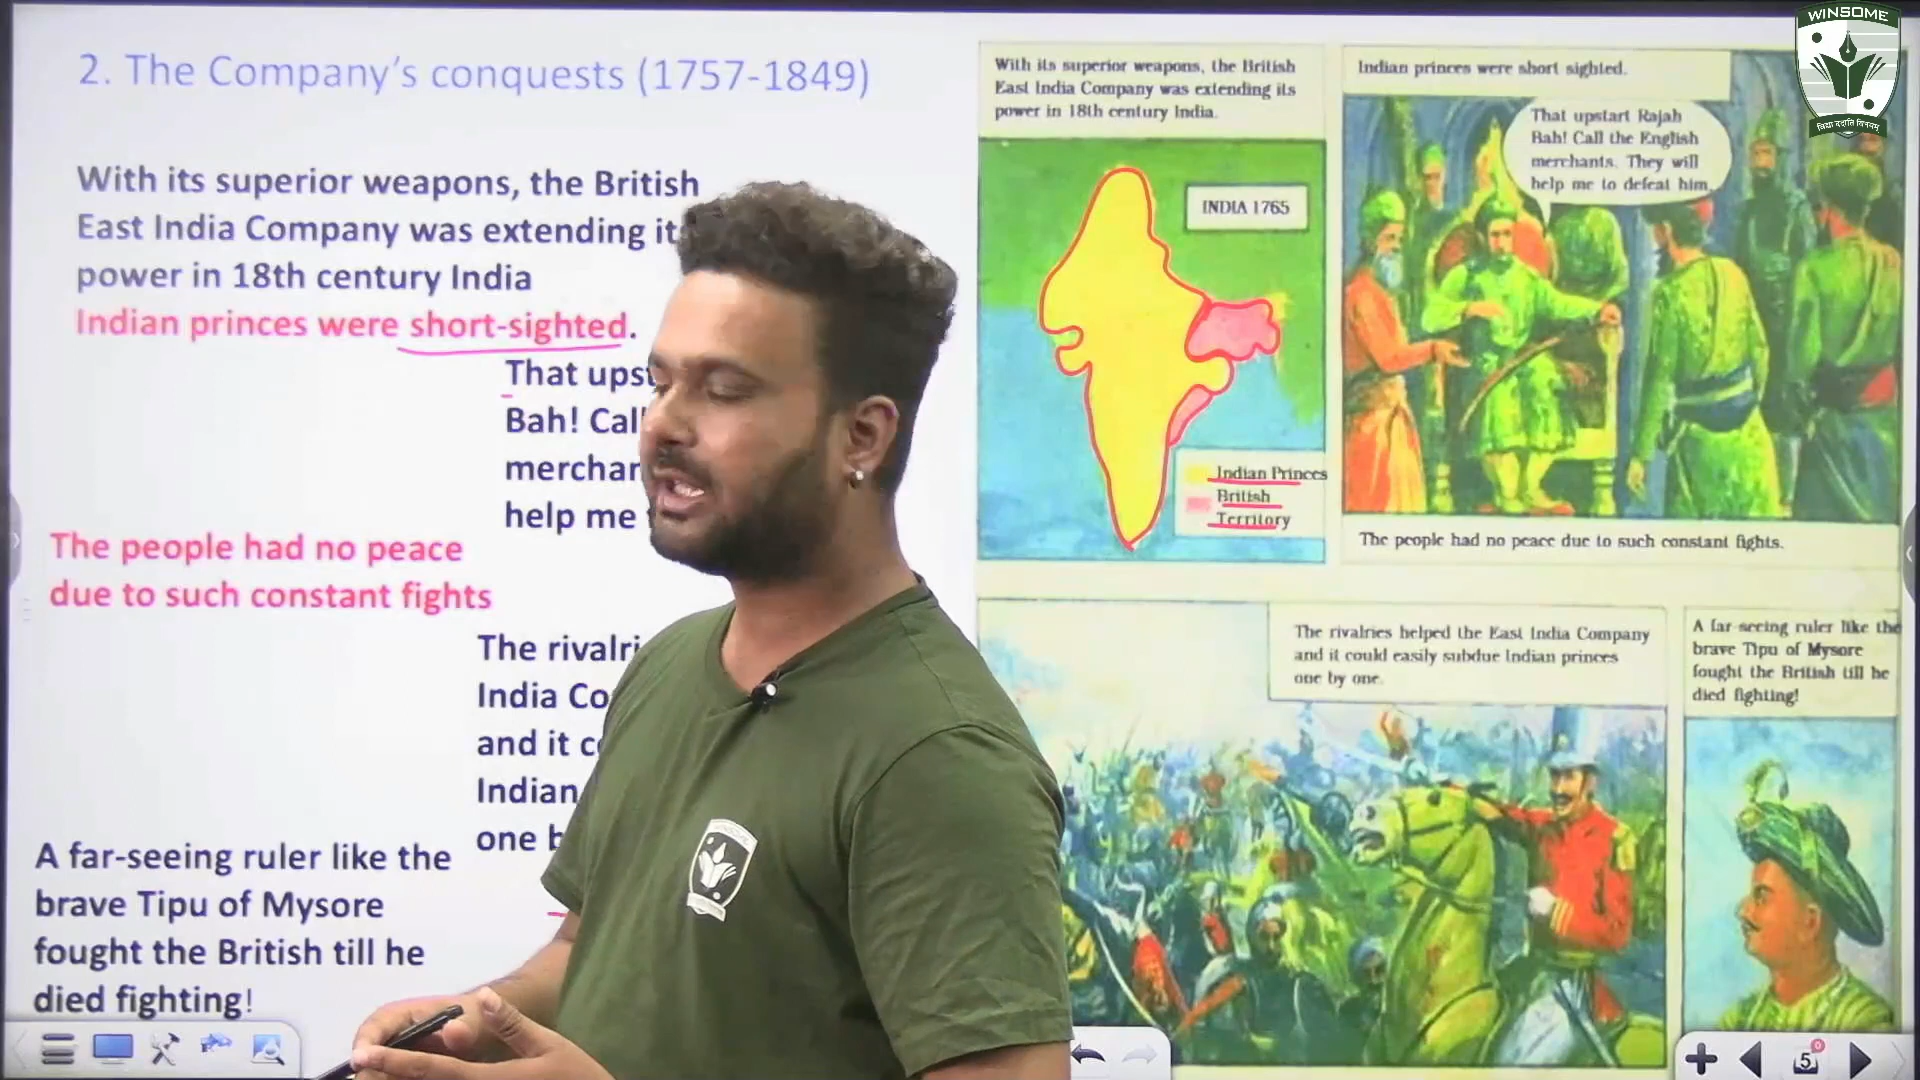 2. The Company's conquests (1757-1849)
With its superior weapons, the British
East India Company was extending
power in 18th century India
Indian princes were short-sighted.
That
Bah!
help me
The people had no peace
due to such constant fights
The
India
and it
Indian
one
A far-seeing ruler like the
brave Tipu of Mysore
fought the British till he
died fighting!
With its superior weapons, the British
East India Company was extending its
power in 18th century India.
INDIA 1765
Indian Princes
British
Territory
Indian princes were short sighted.
That upstart Rajah
Bah! Call the English
merchants. They will
help me to defeat him.
The people had no peace due to such constant fights.
The rivalries helped the East India Company
and it could easily subdue Indian princes
one by one.
A far seeing ruler like the
brave Tipu of Mysore
fought the British till he
died fighting!
WINSOME
विद्या ददाति विनयम्
WINSOME
5
0